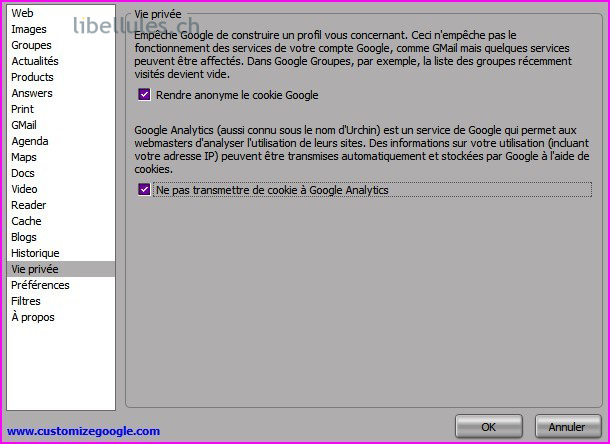 libellules.ch
Web
Images
Groupes
Actualités
Products
Answers
Print
GMail
Agenda
Maps
Docs
Video
Reader
Cache
Blogs
Historique
Vie privée
Préférences
Filtres
À propos
Vie privée
Empêche Google de construire un profil vous concernant. Ceci n'empêche pas le
fonctionnement des services de votre compte Google, comme GMail mais quelques services
peuvent être affectés. Dans Google Groupes, par exemple, la liste des groupes récemment
visités devient vide.
Rendre anonyme le cookie Google
Google Analytics (aussi connu sous le nom d'Urchin) est un service de Google qui permet aux
webmasters d'analyser l'utilisation de leurs sites. Des informations sur votre utilisation (incluant
votre adresse IP) peuvent être transmises automatiquement et stockées par Google à l'aide de
cookies.
Ne pas transmettre de cookie à Google Analytics
www.customizegoogle.com
OK
Annuler